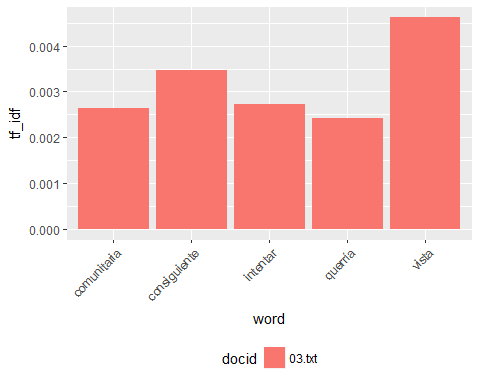 0.004
0.003
0.002
0.001
0.000
tf_idf
comunitaria
consiguiente
intentar
querría
vista
word
docid 03.txt